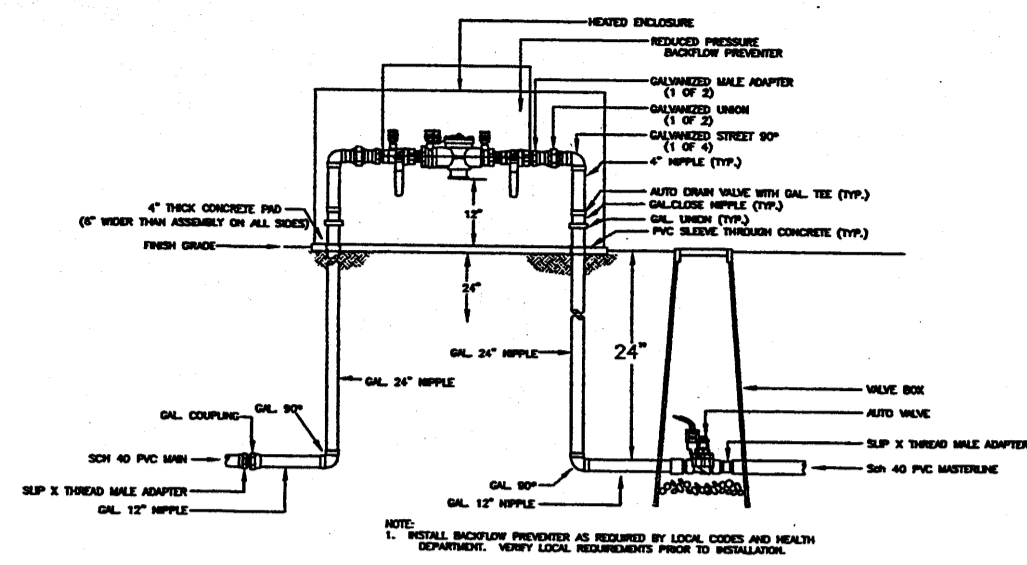 HEATED ENCLOSURE
REDUCED PRESSURE
BACKFLOW PREVENTER
GALVANIZED MALE ADAPTER
(1 OF 2)
GALVANIZED UNION
(1 OF 2)
GALVANIZED STREET 90°
(1 OF 4)
4" NIPPLE (TYP.)
AUTO DRAIN VALVE WITH GAL. TEE (TYP.)
GAL.CLOSE NIPPLE (TYP.)
GAL. UNION (TYP.)
PVC SLEEVE THROUGH CONCRETE (TYP.)
4" THICK CONCRETE PAD
(6" WIDER THAN ASSEMBLY ON ALL SIDES)
FINISH GRADE
12"
24"
24"
GAL. 24" NIPPLE
GAL. 24" NIPPLE
VALVE BOX
AUTO VALVE
GAL. COUPLING
GAL. 90°
SLIP X THREAD MALE ADAPTER
SCH 40 PVC MAIN
Sch 40 PVC MASTERLINE
SLIP X THREAD MALE ADAPTER
GAL. 12" NIPPLE
GAL. 90°
GAL. 12" NIPPLE
NOTE:
1. INSTALL BACKFLOW PREVENTER AS REQUIRED BY LOCAL CODES AND HEALTH
DEPARTMENT. VERIFY LOCAL REQUIREMENTS PRIOR TO INSTALLATION.